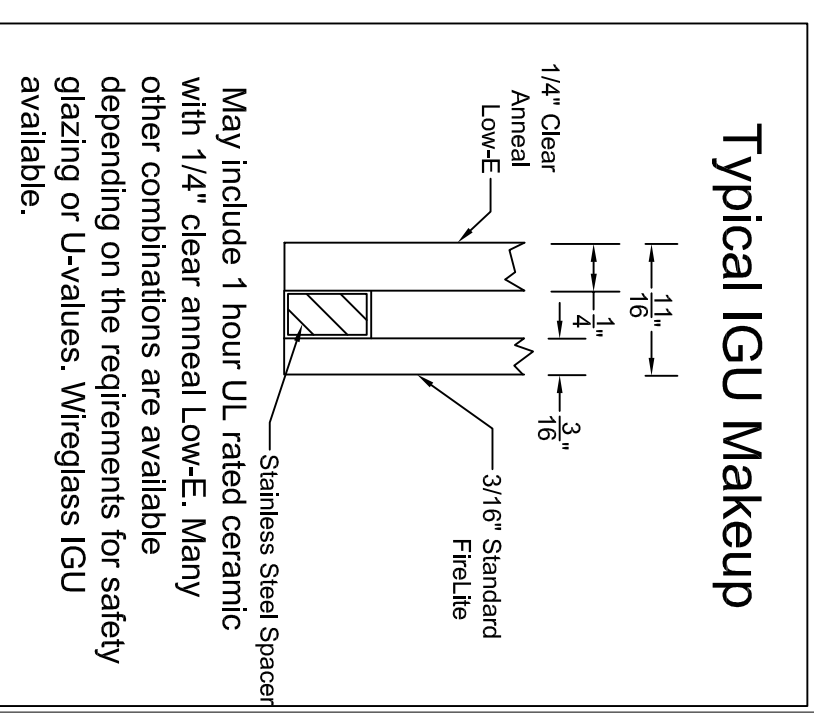 Typical IGU Makeup
11/16"
1/4"
3/16"
1/4" Clear
Anneal
Low-E
3/16" Standard
FireLite
Stainless Steel Spacer
May include 1 hour UL rated ceramic
with 1/4" clear anneal Low-E. Many
other combinations are available
depending on the reqirements for safety
glazing or U-values. Wireglass IGU
available.